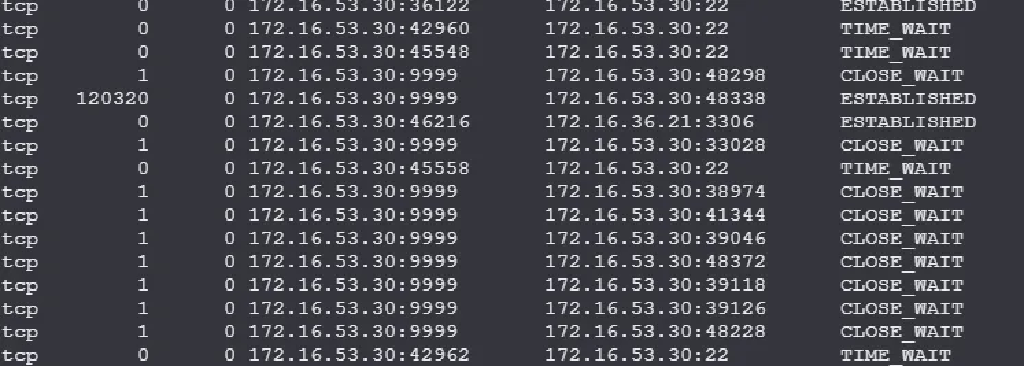 tcp 0 0 172.16.53.30:36122 172.16.53.30:22 ESTABLISHED
tcp 0 0 172.16.53.30:42960 172.16.53.30:22 TIME_WAIT
tcp 0 0 172.16.53.30:45548 172.16.53.30:22 TIME_WAIT
tcp 1 0 172.16.53.30:9999 172.16.53.30:48298 CLOSE_WAIT
tcp 120320 0 172.16.53.30:9999 172.16.53.30:48338 ESTABLISHED
tcp 0 0 172.16.53.30:46216 172.16.36.21:3306 ESTABLISHED
tcp 1 0 172.16.53.30:9999 172.16.53.30:33028 CLOSE_WAIT
tcp 0 0 172.16.53.30:45558 172.16.53.30:22 TIME_WAIT
tcp 1 0 172.16.53.30:9999 172.16.53.30:38974 CLOSE_WAIT
tcp 1 0 172.16.53.30:9999 172.16.53.30:41344 CLOSE_WAIT
tcp 1 0 172.16.53.30:9999 172.16.53.30:39046 CLOSE_WAIT
tcp 1 0 172.16.53.30:9999 172.16.53.30:48372 CLOSE_WAIT
tcp 1 0 172.16.53.30:9999 172.16.53.30:39118 CLOSE_WAIT
tcp 1 0 172.16.53.30:9999 172.16.53.30:39126 CLOSE_WAIT
tcp 1 0 172.16.53.30:9999 172.16.53.30:48228 CLOSE_WAIT
tcp 0 0 172.16.53.30:42962 172.16.53.30:22 TIME_WAIT